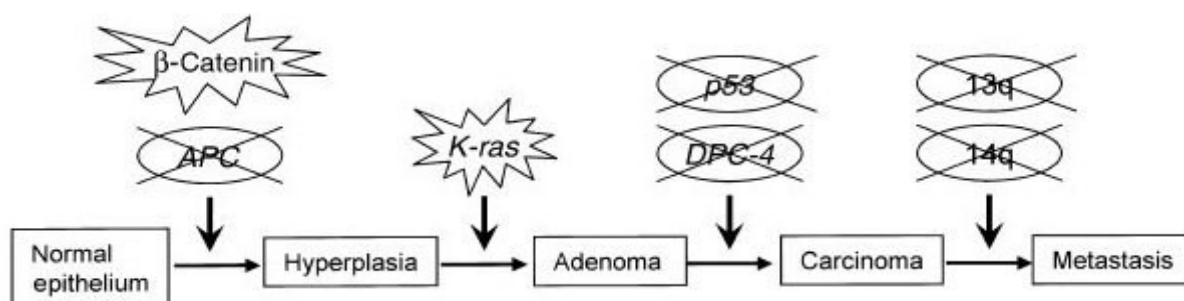 β-Catenin
APC
K-ras
p53
DPC-4
13q
14q
Normal
epithelium
Hyperplasia
Adenoma
Carcinoma
Metastasis